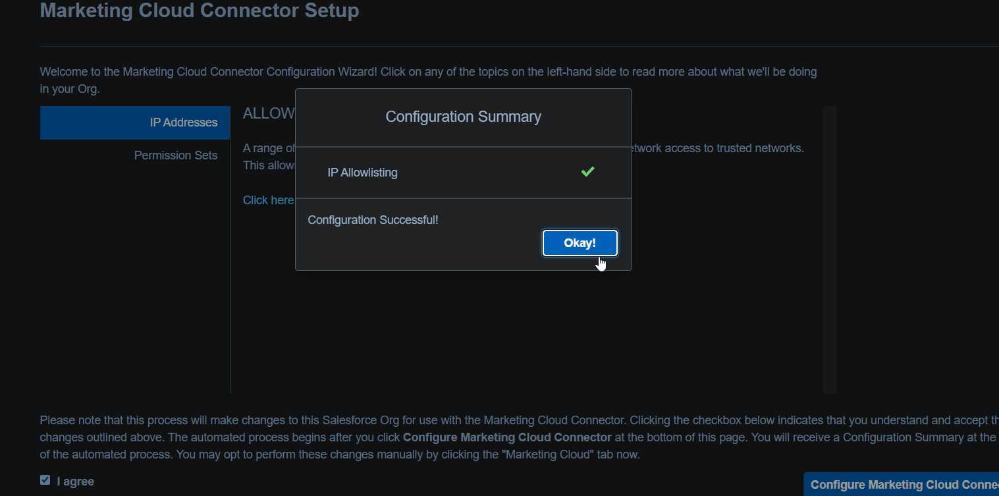 Marketing Cloud Connector Setup
Welcome to the Marketing Cloud Connector Configuration Wizard! Click on any of the topics on the left-hand side to read more about what we'll be doing
in your Org.
IP Addresses
Permission Sets
ALLOW
A range of
etwork access to trusted networks.
This allow
Click here
Configuration Summary
IP Allowlisting
Configuration Successful!
Okay!
Please note that this process will make changes to this Salesforce Org for use with the Marketing Cloud Connector. Clicking the checkbox below indicates that you understand and accept th
changes outlined above. The automated process begins after you click Configure Marketing Cloud Connector at the bottom of this page. You will receive a Configuration Summary at the
of the automated process. You may opt to perform these changes manually by clicking the "Marketing Cloud" tab now.
I agree
Configure Marketing Cloud Conne